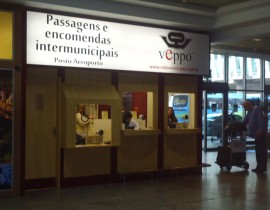 Passagens e
encomendas
intermunicipais
Posto Aeroporto
veppo